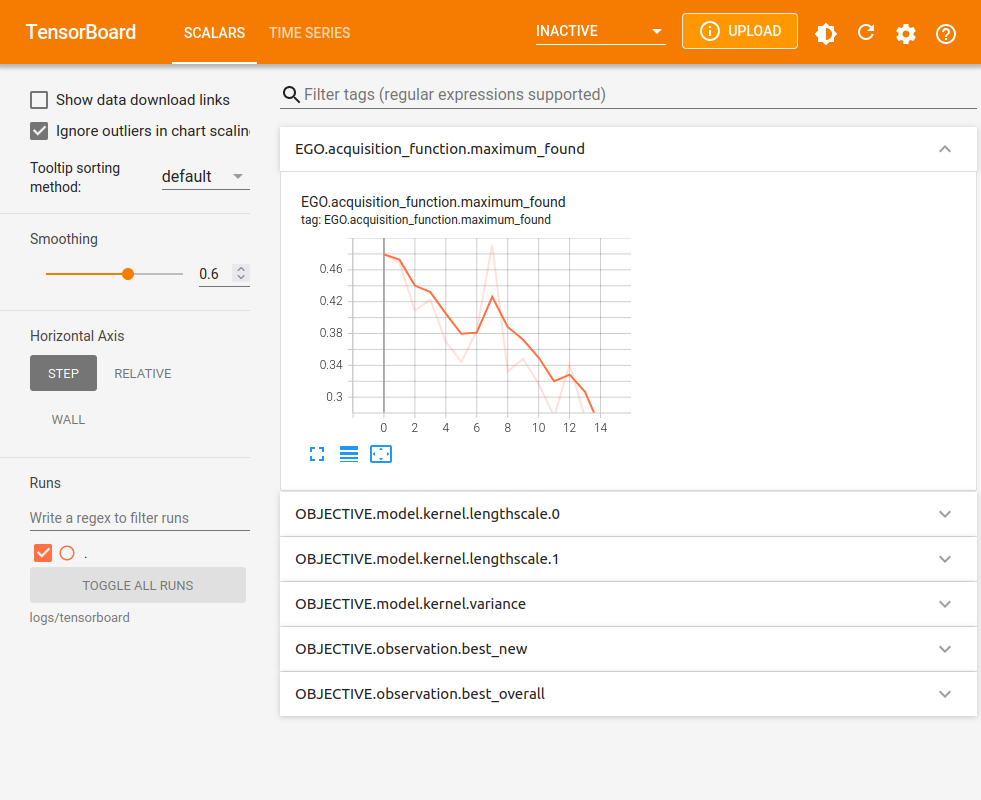 TensorBoard
SCALARS
TIME SERIES
INACTIVE
UPLOAD
Show data download links
Ignore outliers in chart scalin
Tooltip sorting
method:
default
Smoothing
0.6
Horizontal Axis
STEP
RELATIVE
WALL
Runs
Write a regex to filter runs
.
TOGGLE ALL RUNS
logs/tensorboard
Filter tags (regular expressions supported)
EGO.acquisition_function.maximum_found
EGO.acquisition_function.maximum_found
tag: EGO.acquisition_function.maximum_found
0.46
0.42
0.38
0.34
0.3
0 2 4 6 8 10 12 14
OBJECTIVE.model.kernel.lengthscale.0
OBJECTIVE.model.kernel.lengthscale.1
OBJECTIVE.model.kernel.variance
OBJECTIVE.observation.best_new
OBJECTIVE.observation.best_overall